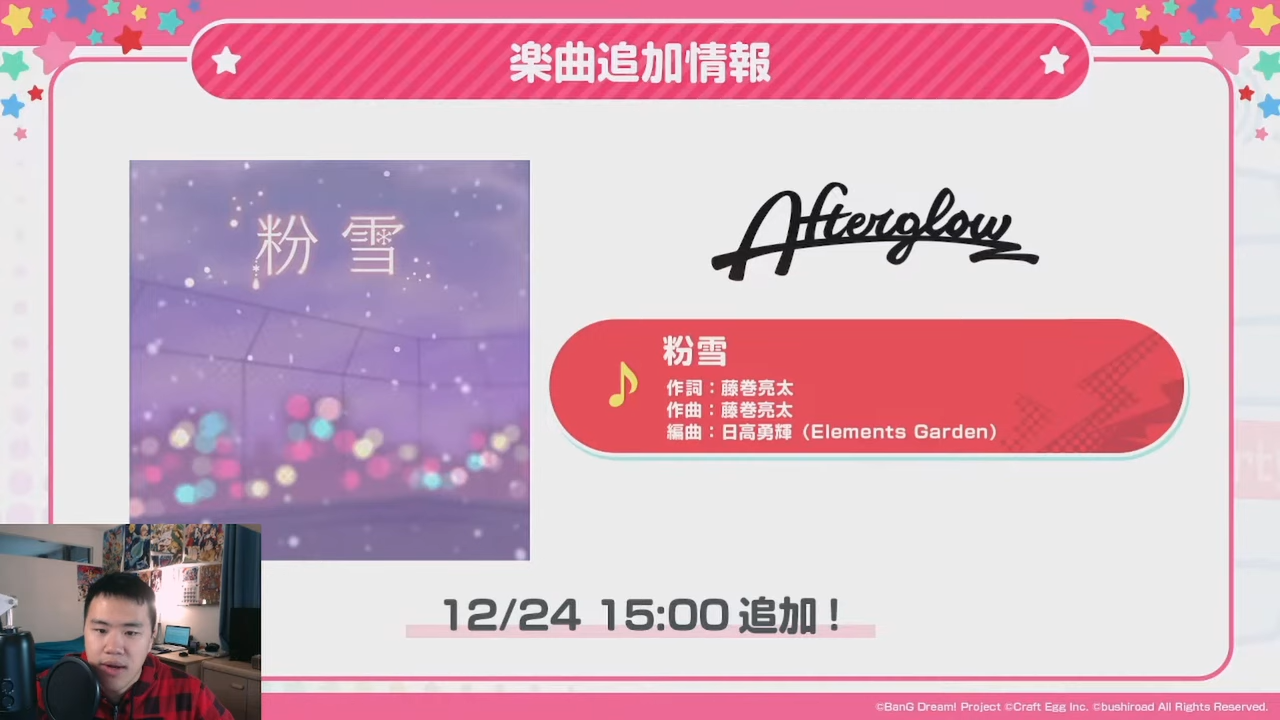 楽曲追加情報
粉雪
Afterglow
粉雪
作詞：藤巻亮太
作曲：藤巻亮太
編曲：日高勇輝（Elements Garden）
12/24 15:00追加！
©BanG Dream! Project ©Craft Egg Inc. ©bushiroad All Rights Reserved.